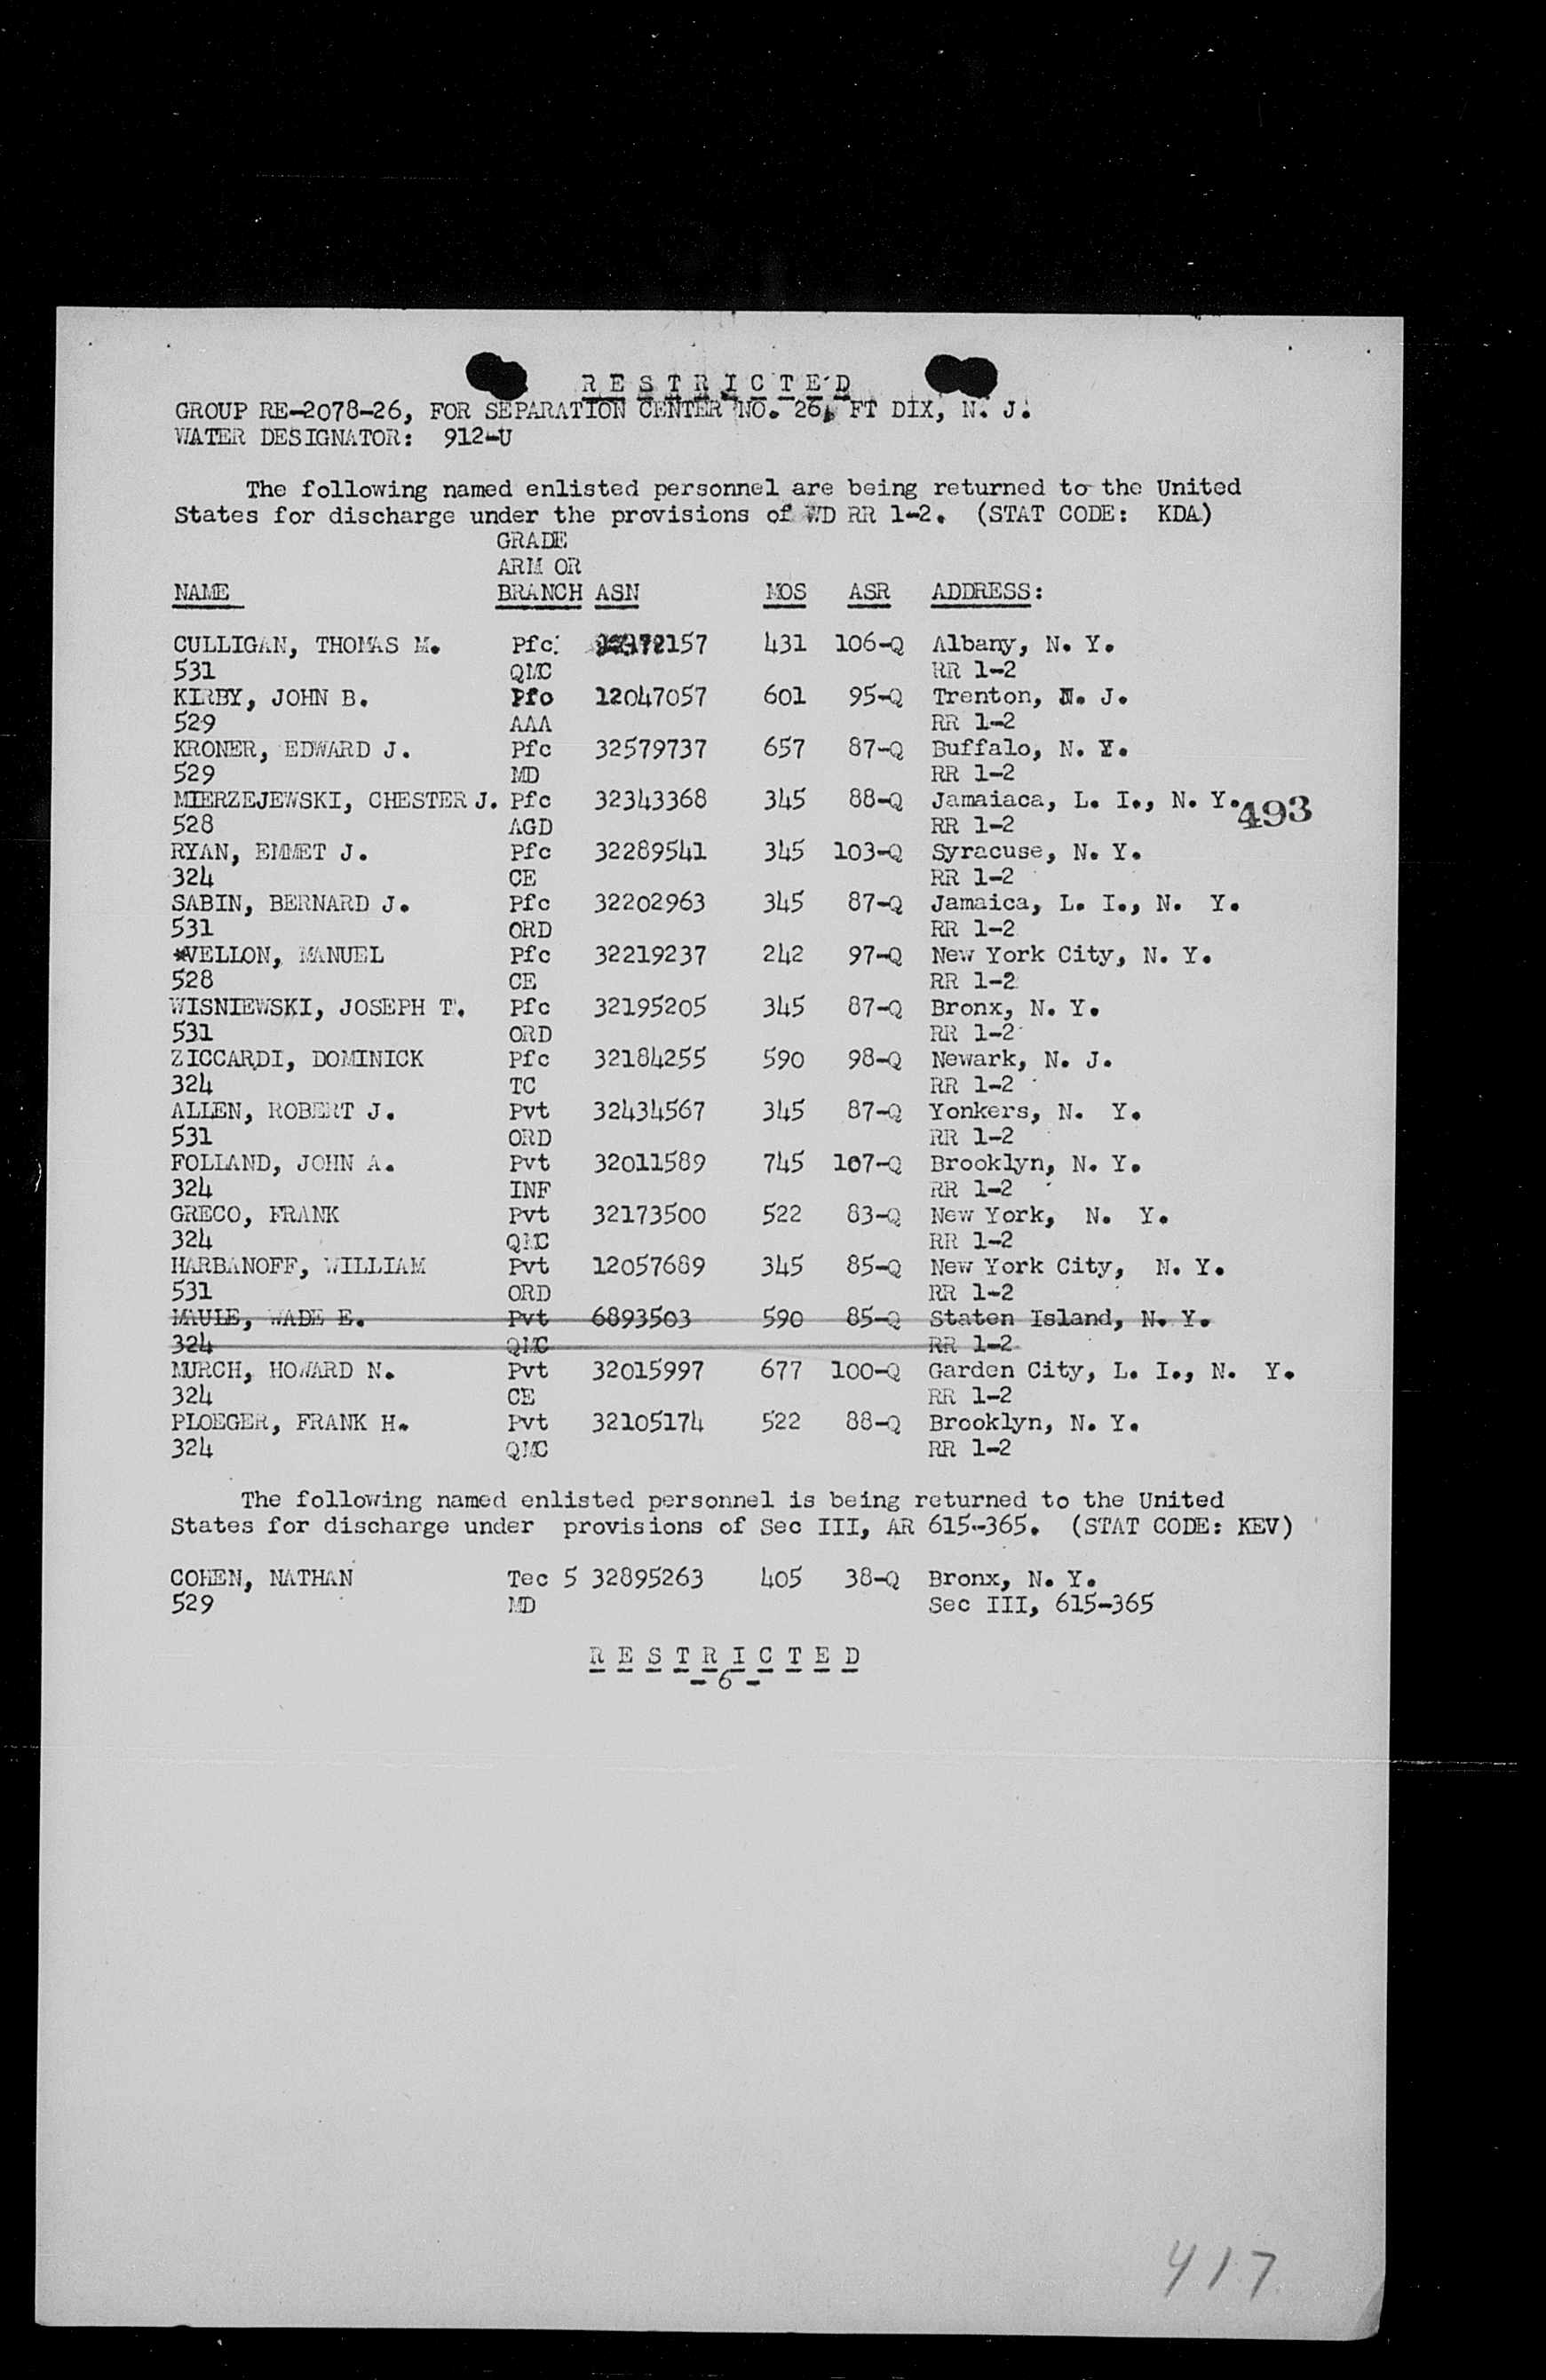 R E S T R I C T E D
GROUP RE-2078-26, FOR SEPARATION CENTER NO. 26, FT DIX, N. J.
WATER DESIGNATOR: 912-U
The following named enlisted personnel are being returned to the United
States for discharge under the provisions of WD RR 1-2. (STAT CODE: KDA)
GRADE
ARM OR
NAME BRANCH ASN MOS ASR ADDRESS:
CULLIGAN, THOMAS M. Pfc. 431 106-Q Albany, N. Y.
531 QMC RR 1-2
KIRBY, JOHN B. Pfc 12047057 601 95-Q Trenton, N. J.
529 AAA RR 1-2
KRONER, EDWARD J. Pfc 32579737 657 87-Q Buffalo, N. Y.
529 MD RR 1-2
MIERZEJEWSKI, CHESTER J. Pfc 32343368 345 88-Q Jamaiaca, L. I., N. Y.
493
528 AGD RR 1-2
RYAN, EMMET J. Pfc 32289541 345 103-Q Syracuse, N. Y.
324 CE RR 1-2
SABIN, BERNARD J. Pfc 32202963 345 87-Q Jamaica, L. I., N. Y.
531 ORD RR 1-2
*VELLON, MANUEL Pfc 32219237 242 97-Q New York City, N. Y.
528 CE RR 1-2
WISNIEWSKI, JOSEPH T. Pfc 32195205 345 87-Q Bronx, N. Y.
531 ORD RR 1-2
ZICCARDI, DOMINICK Pfc 32184255 590 98-Q Newark, N. J.
324 TC RR 1-2
ALLEN, ROBERT J. Pvt 32434567 345 87-Q Yonkers, N. Y.
531 ORD RR 1-2
FOLLAND, JOHN A. Pvt 32011589 745 107-Q Brooklyn, N. Y.
324 INF RR 1-2
GRECO, FRANK Pvt 32173500 522 83-Q New York, N. Y.
324 QMC RR 1-2
HARBANOFF, WILLIAM Pvt 12057689 345 85-Q New York City, N. Y.
531 ORD RR 1-2
MAULE, WADE E. Pvt 6893503 590 85-Q Staten Island, N. Y.
324 QMC RR 1-2
MURCH, HOWARD N. Pvt 32015997 677 100-Q Garden City, L. I., N. Y.
324 CE RR 1-2
PLOEGER, FRANK H. Pvt 32105174 522 88-Q Brooklyn, N. Y.
324 QMC RR 1-2
The following named enlisted personnel is being returned to the United
States for discharge under provisions of Sec III, AR 615-365. (STAT CODE: KEV)
COHEN, NATHAN Tec 5 32895263 405 38-Q Bronx, N. Y.
529 MD Sec III, 615-365
R E S T R I C T E D
- 6 -
417